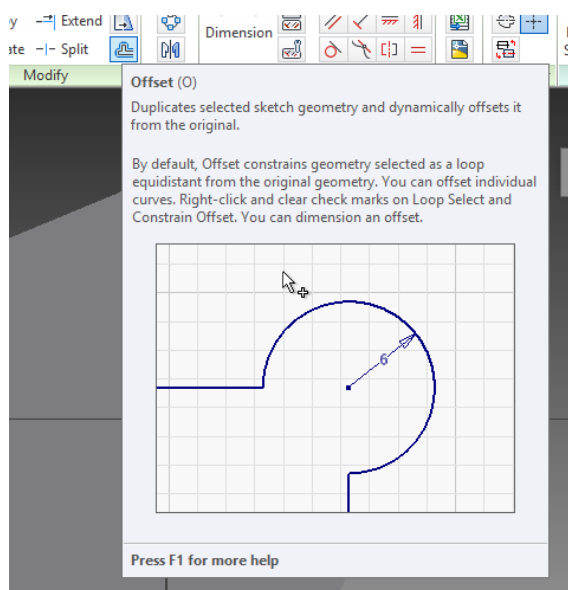 y Extend
Dimension
ate Split
Modify
Offset (O)
Duplicates selected sketch geometry and dynamically offsets it
from the original.
By default, Offset constrains geometry selected as a loop
equidistant from the original geometry. You can offset individual
curves. Right-click and clear check marks on Loop Select and
Constrain Offset. You can dimension an offset.
6
Press F1 for more help